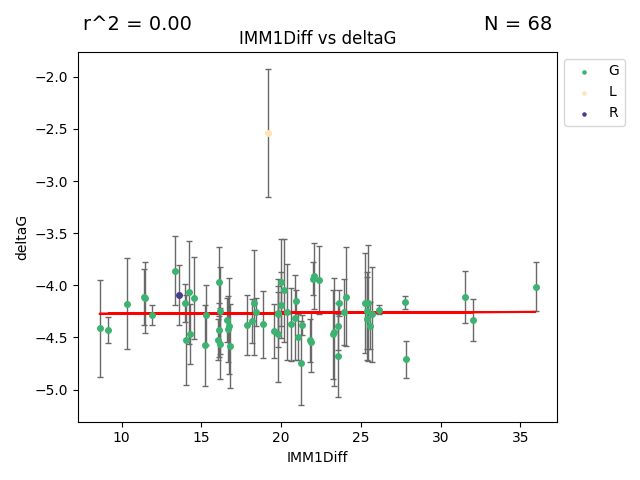 r^2 = 0.00
N = 68
IMM1Diff vs deltaG
G
L
R
−2.0
−2.5
−3.0
−3.5
−4.0
−4.5
−5.0
deltaG
10 15 20 25 30 35
IMM1Diff